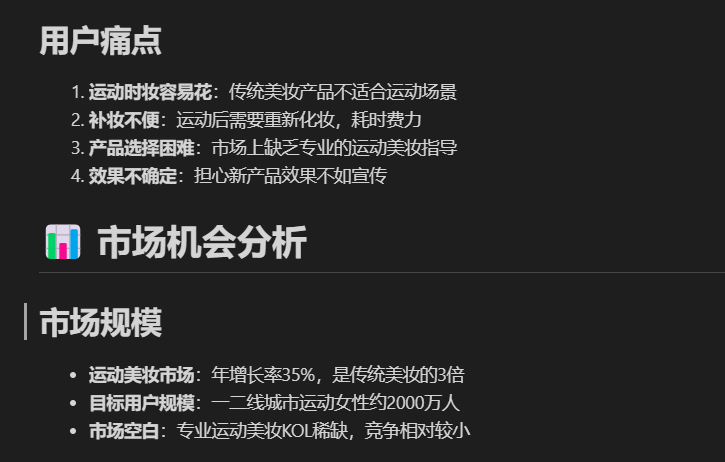 用户痛点
1. 运动时妆容易花：传统美妆产品不适合运动场景
2. 补妆不便：运动后需要重新化妆，耗时费力
3. 产品选择困难：市场上缺乏专业的运动美妆指导
4. 效果不确定：担心新产品效果不如宣传
📊 市场机会分析
市场规模
• 运动美妆市场：年增长率35%，是传统美妆的3倍
• 目标用户规模：一二线城市运动女性约2000万人
• 市场空白：专业运动美妆KOL稀缺，竞争相对较小